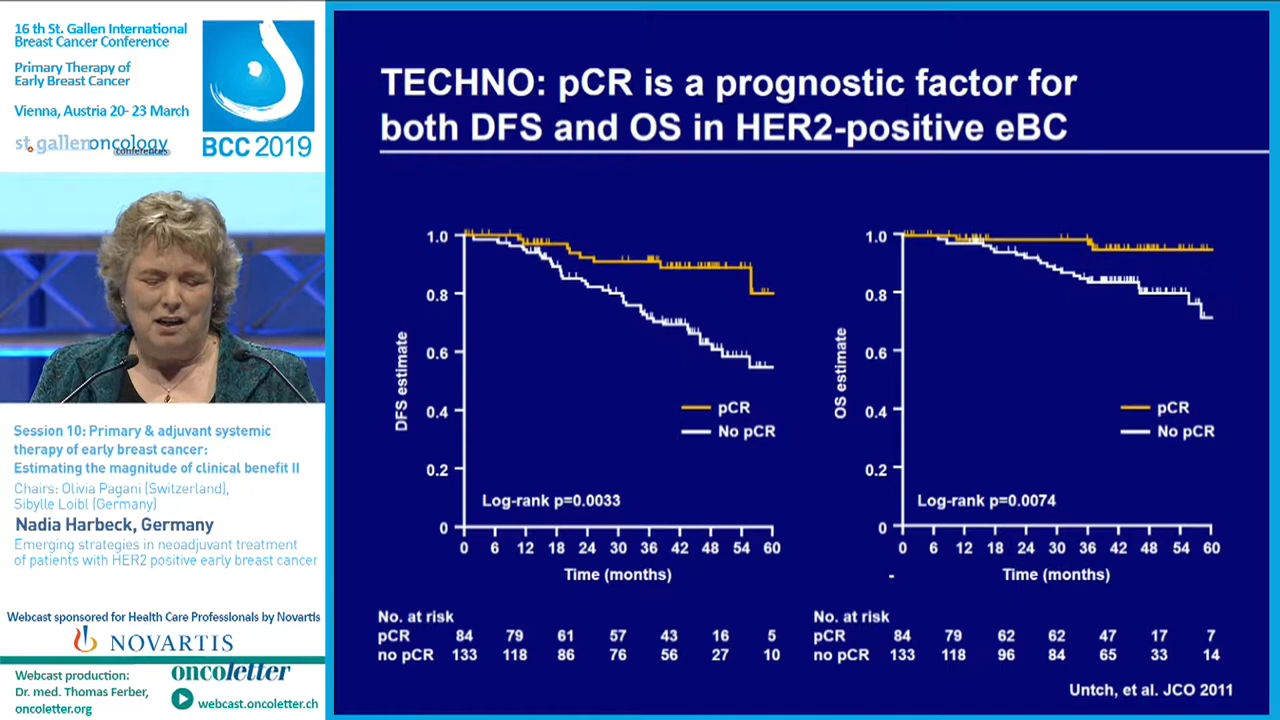 16 th St. Gallen International
Breast Cancer Conference
Primary Therapy of
Early Breast Cancer
Vienna, Austria 20- 23 March
st.gallenoncology
conferences
BCC 2019
Session 10: Primary & adjuvant systemic
therapy of early breast cancer:
Estimating the magnitude of clinical benefit II
Chairs: Olivia Pagani (Switzerland),
Sibylle Loibl (Germany)
Nadia Harbeck, Germany
Emerging strategies in neoadjuvant treatment
of patients with HER2 positive early breast cancer
Webcast sponsored for Health Care Professionals by Novartis
NOVARTIS
Webcast production:
Dr. med. Thomas Ferber,
oncoletter.org
oncoletter
webcast.oncoletter.ch
TECHNO: pCR is a prognostic factor for
both DFS and OS in HER2-positive eBC
DFS estimate
1.0
0.8
0.6
0.4
0.2
0
pCR
No pCR
Log-rank p=0.0033
0 6 12 18 24 30 36 42 48 54 60
Time (months)
No. at risk
pCR 84 79 61 57 43 16 5
no pCR 133 118 86 76 56 27 10
OS estimate
1.0
0.8
0.6
0.4
0.2
0
pCR
No pCR
Log-rank p=0.0074
0 6 12 18 24 30 36 42 48 54 60
-
Time (months)
No. at risk
pCR 84 79 62 62 47 17 7
no pCR 133 118 96 84 65 33 14
Untch, et al. JCO 2011